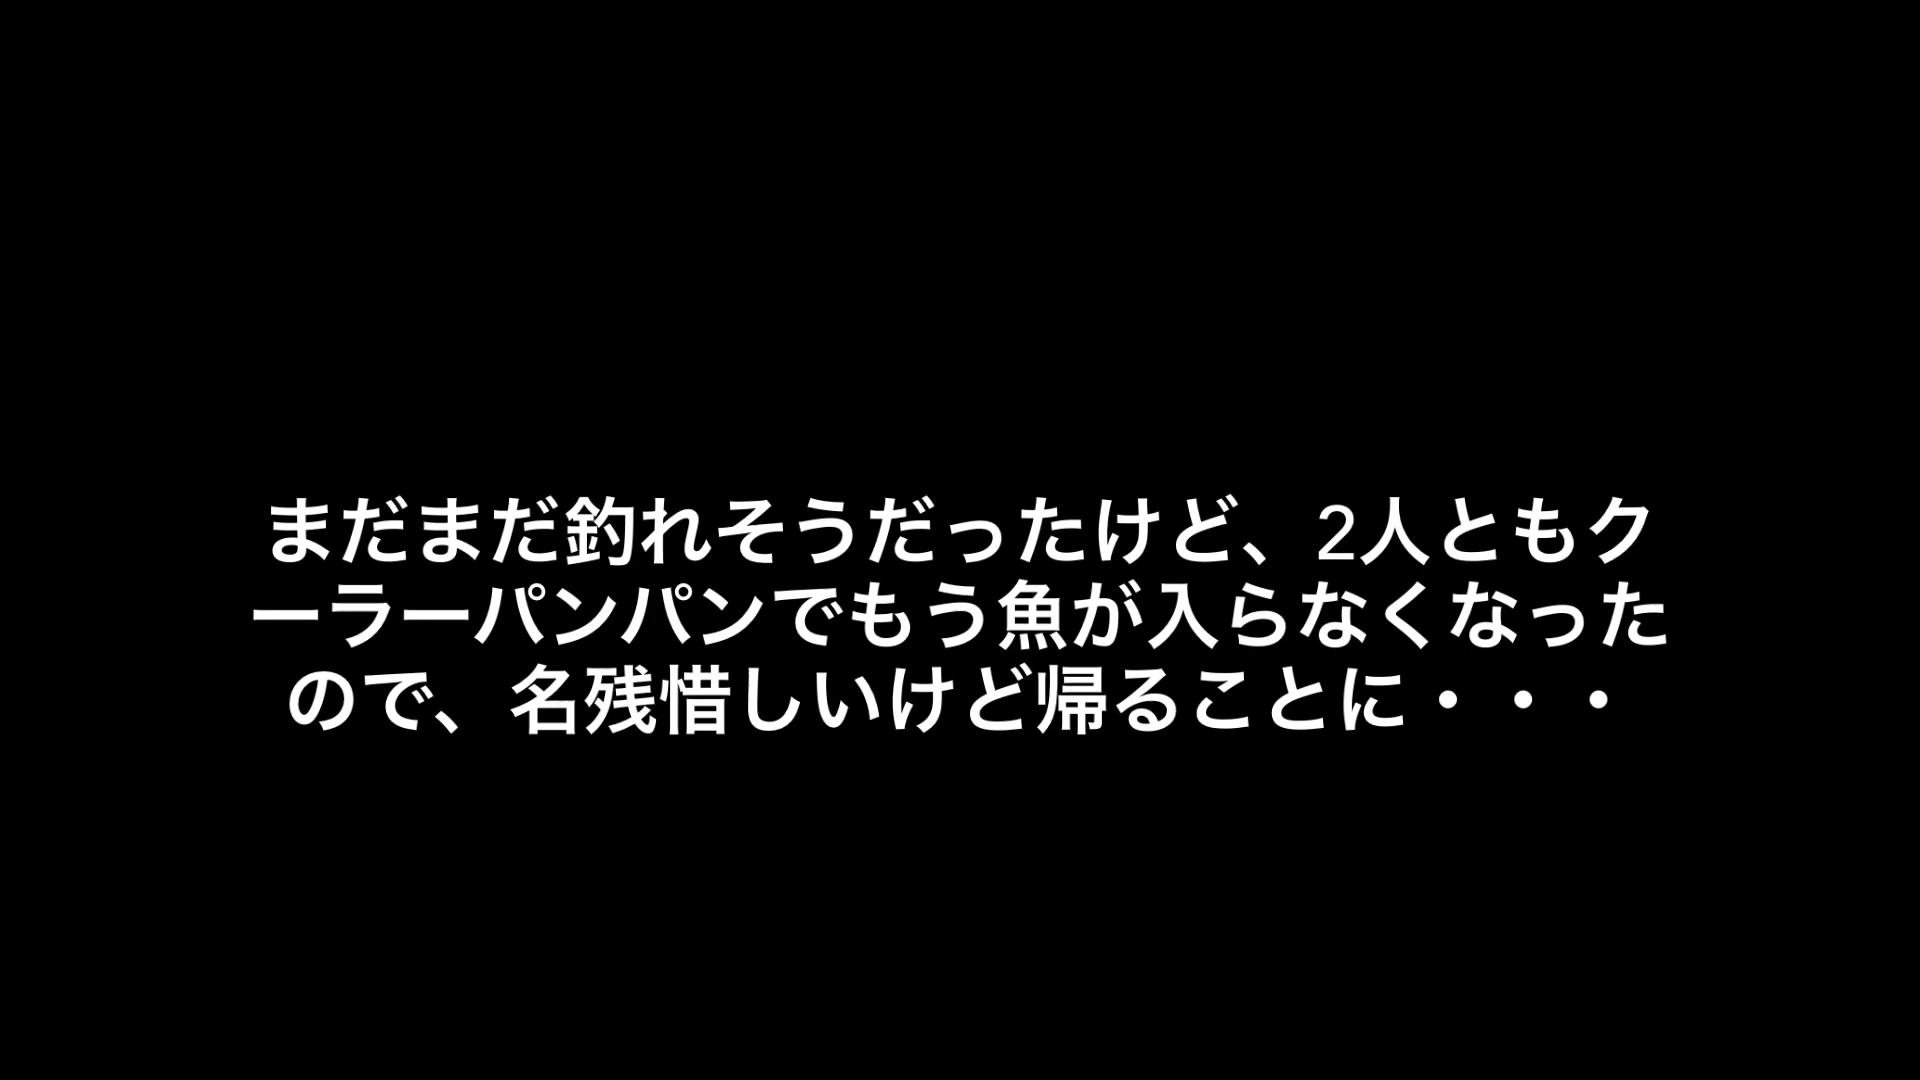 まだまだ釣れそうだったけど、2人ともク
ーラーパンパンでもう魚が入らなくなった
ので、名残惜しいけど帰ることに・・・